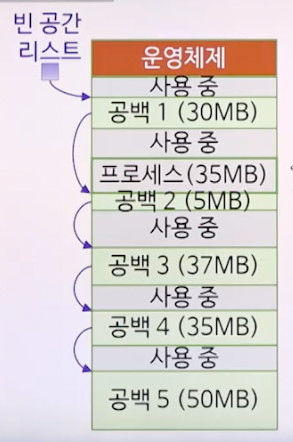 빈 공간
리스트
운영체제
사용 중
공백 1 (30MB)
사용 중
프로세스(35MB)
공백 2 (5MB)
사용 중
공백 3 (37MB)
사용 중
공백 4 (35MB)
사용 중
공백 5 (50MB)